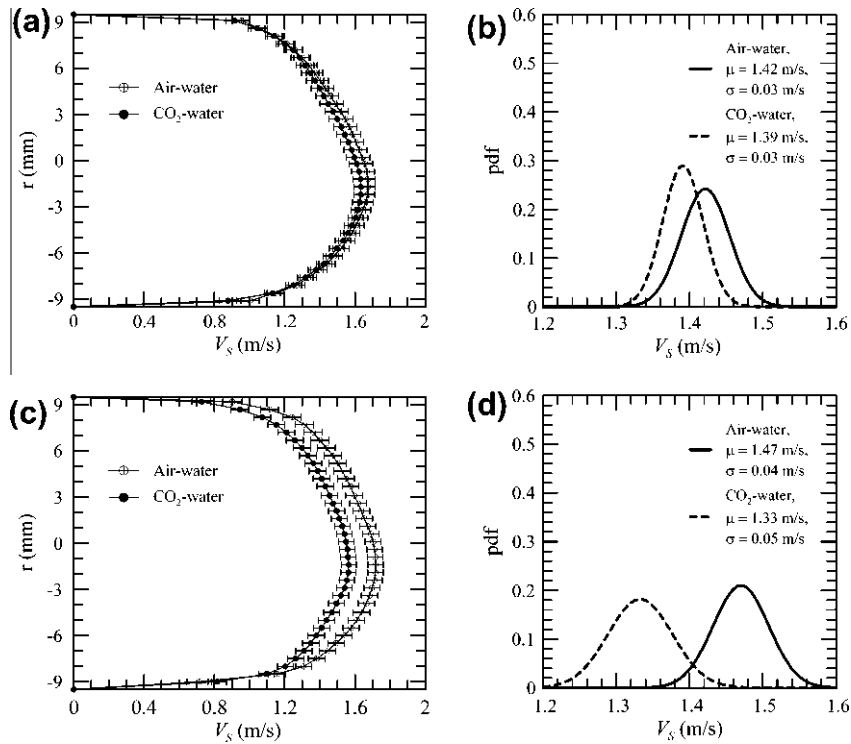 (a)
9
6
3
0
-3
-6
-9
r (mm)
Air-water
CO₂-water
0 0.4 0.8 1.2 1.6 2
V_S (m/s)
(b)
0.6
0.5
0.4
0.3
0.2
0.1
0
pdf
Air-water,
μ = 1.42 m/s,
σ = 0.03 m/s
CO₂-water,
μ = 1.39 m/s,
σ = 0.03 m/s
1.2 1.3 1.4 1.5 1.6
V_S (m/s)
(c)
9
6
3
0
-3
-6
-9
r (mm)
Air-water
CO₂-water
0 0.4 0.8 1.2 1.6 2
V_S (m/s)
(d)
0.6
0.5
0.4
0.3
0.2
0.1
0
pdf
Air-water,
μ = 1.47 m/s,
σ = 0.04 m/s
CO₂-water,
μ = 1.33 m/s,
σ = 0.05 m/s
1.2 1.3 1.4 1.5 1.6
V_S (m/s)